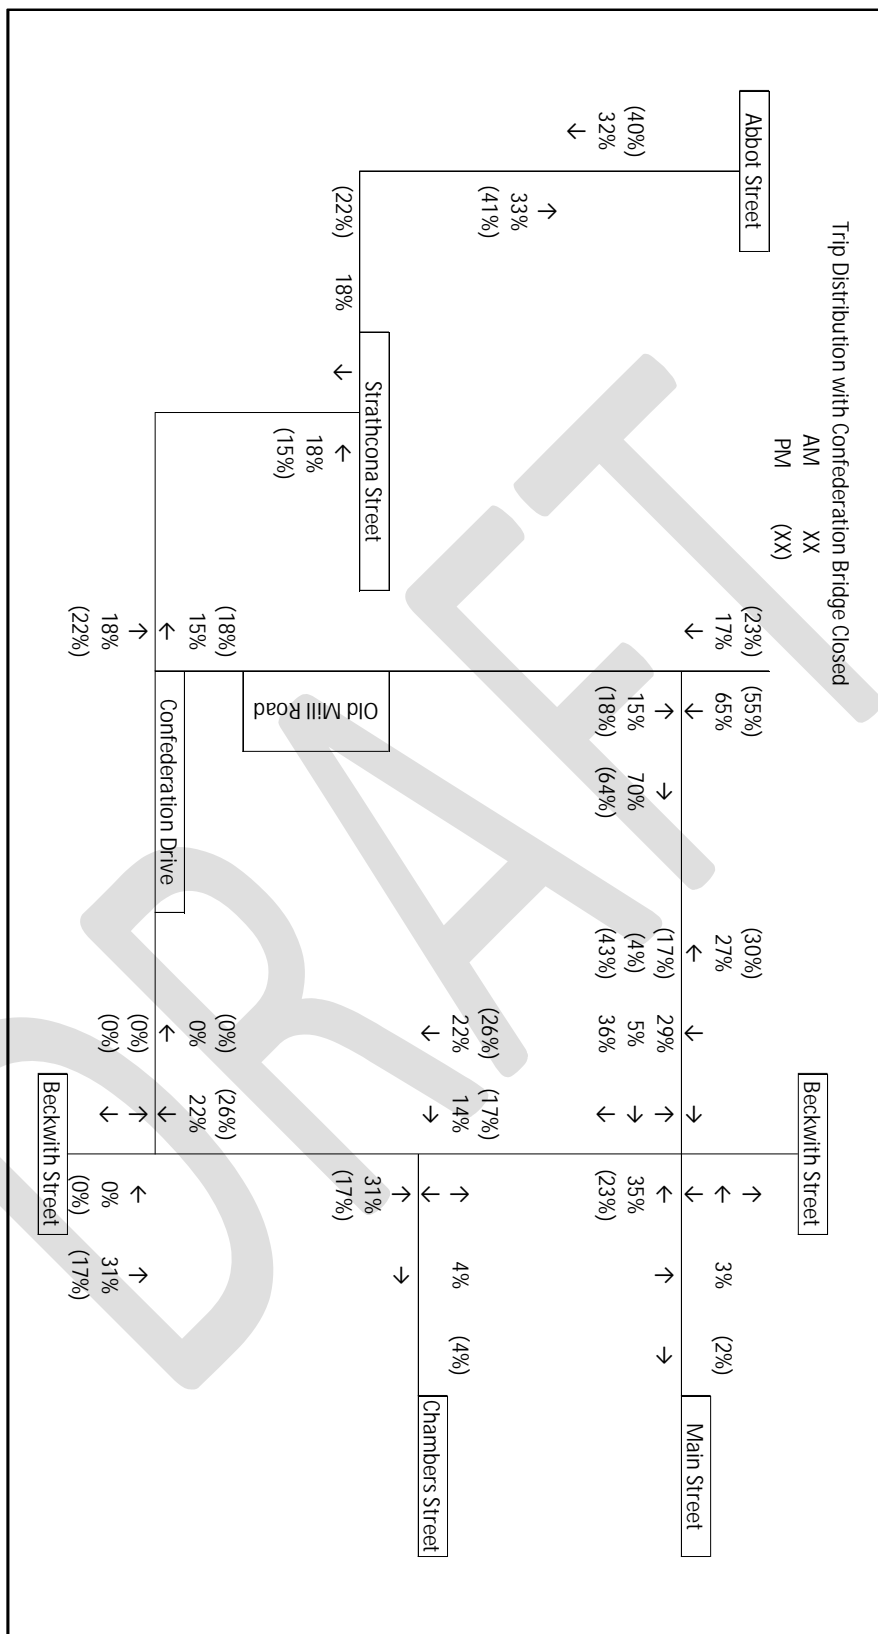 Trip Distribution with Confederation Bridge Closed
AM XX
PM (XX)
Beckwith Street
Abbot Street
(23%) (55%) (30%)
17% 65% 27% 3% (2%)
Main Street
(17%) 29%
(40%) 15% 70% (4%) 5% 35%
32% (18%) (64%) (43%) 36% (23%)
33%
(41%) (26%) (17%)
22% 14% 4% (4%)
Chambers Street
Strathcona Street
Old Mill Road
31%
(22%) 18% (17%)
18%
(15%)
(18%) (0%) (26%)
15% 0% 22%
Confederation Drive
(0%)
18% (0%) 0% 31%
(22%) (0%) (17%)
Beckwith Street
DRAFT